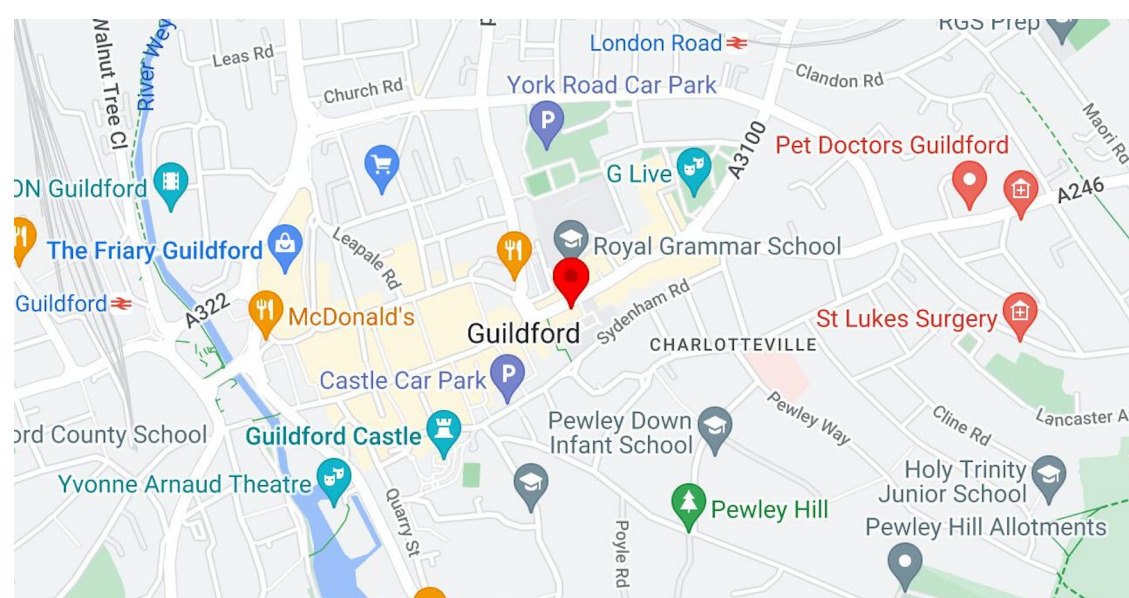 RGS Prep
London Road
Walnut Tree Cl
River Wey
Leas Rd
Church Rd
York Road Car Park
P
Clandon Rd
Maori Rd
A3100
Pet Doctors Guildford
G Live
A246
ON Guildford
The Friary Guildford
Leapale Rd
Royal Grammar School
Guildford
A322
McDonald's
Guildford
Sydenham Rd
St Lukes Surgery
CHARLOTTEVILLE
Castle Car Park
P
Pewley Way
Cline Rd
Lancaster A
Pewley Down
Infant School
ord County School
Guildford Castle
Yvonne Arnaud Theatre
Holy Trinity
Junior School
Quarry St
Pewley Hill
Poyle Rd
Pewley Hill Allotments